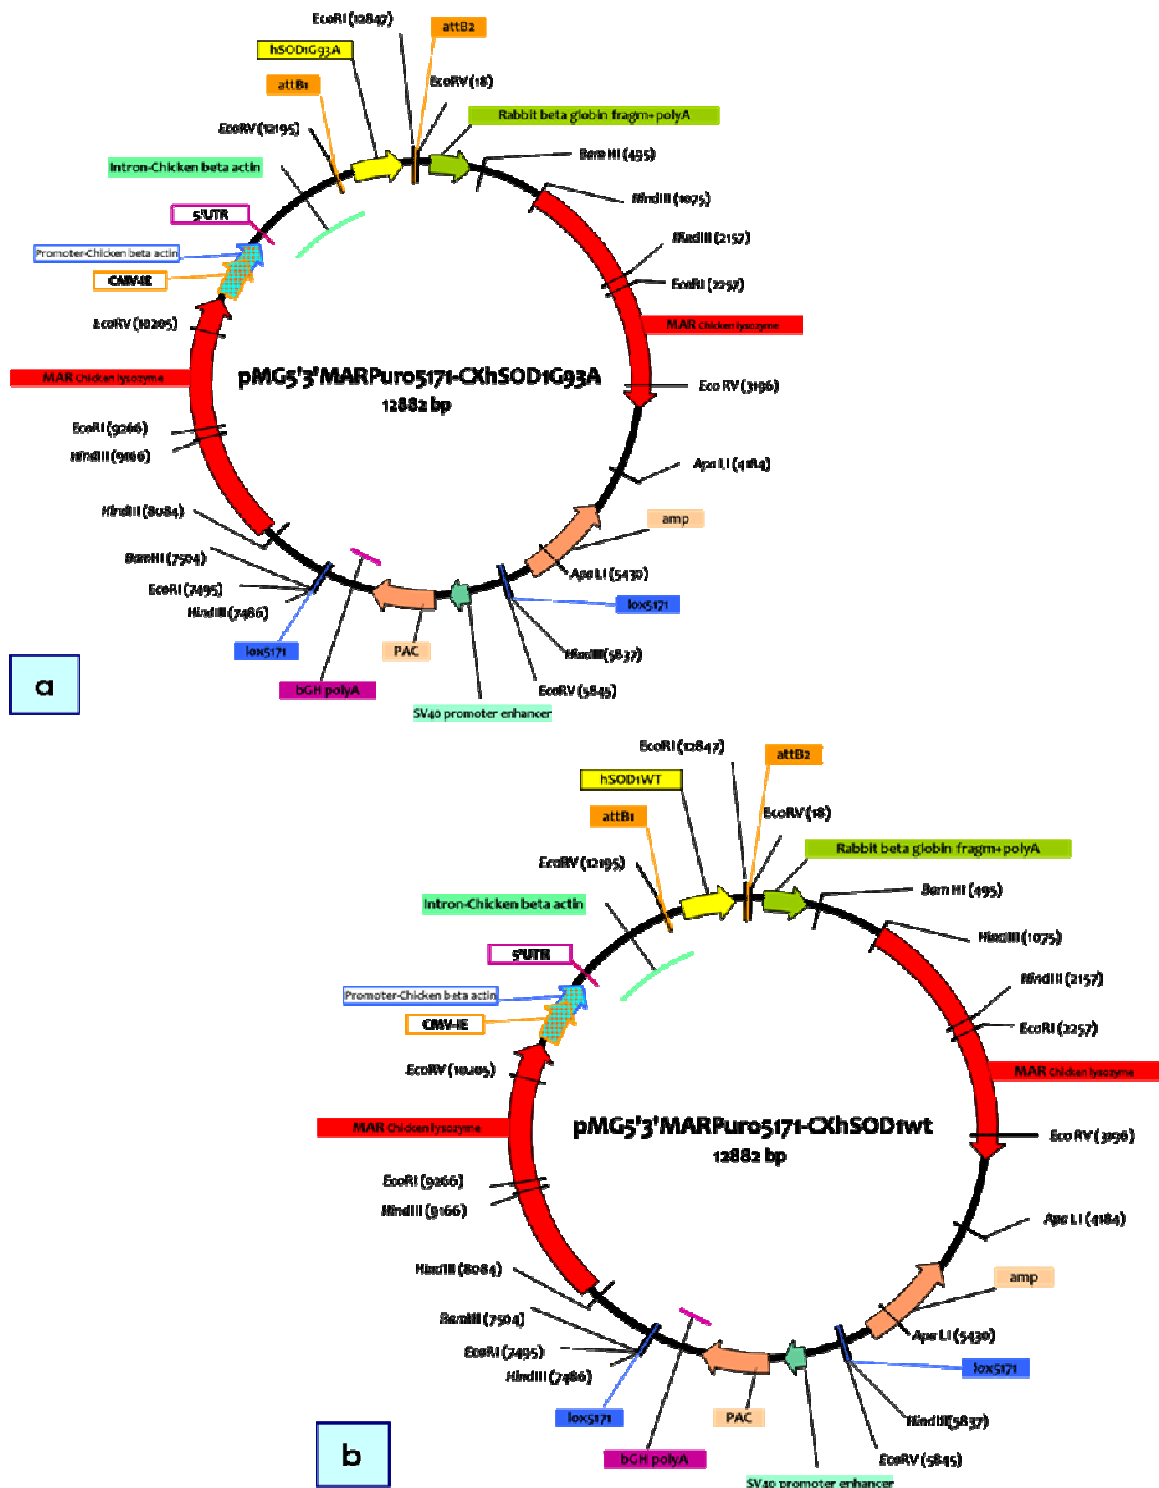 EcoRI (12847)
attB2
hSOD1G93A
attB1
EcoRV (18)
Rabbit beta globin fragm+polyA
EcoRV (12195)
BamHI (495)
Intron-Chicken beta actin
HindIII (1075)
5'UTR
HindIII (2157)
Promoter-Chicken beta actin
CMV-IE
EcoRI (2257)
EcoRV (10205)
MAR Chicken lysozyme
MAR Chicken lysozyme
pMG5'3'MARPuro5171-CXhSOD1G93A
12882 bp
EcoRV (3196)
EcoRI (9266)
HindIII (9166)
ApaLI (4184)
HindIII (8084)
amp
BamHI (7504)
ApaLI (5430)
EcoRI (7495)
HindIII (7486)
lox5171
lox5171
PAC
HindIII (5837)
bGH polyA
EcoRV (5845)
SV40 promoter enhancer
a
EcoRI (12847)
attB2
hSOD1WT
attB1
EcoRV (18)
Rabbit beta globin fragm+polyA
EcoRV (12195)
BamHI (495)
Intron-Chicken beta actin
HindIII (1075)
5'UTR
HindIII (2157)
Promoter-Chicken beta actin
CMV-IE
EcoRI (2257)
EcoRV (10205)
MAR Chicken lysozyme
MAR Chicken lysozyme
pMG5'3'MARPuro5171-CXhSOD1wt
12882 bp
EcoRV (3196)
EcoRI (9266)
HindIII (9166)
ApaLI (4184)
HindIII (8084)
amp
BamHI (7504)
ApaLI (5430)
EcoRI (7495)
HindIII (7486)
lox5171
lox5171
PAC
HindIII (5837)
bGH polyA
EcoRV (5845)
SV40 promoter enhancer
b